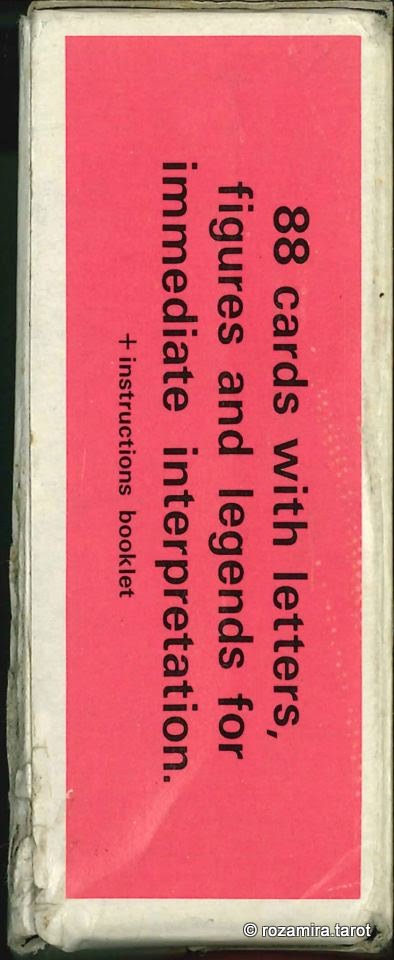 88 cards with letters,
figures and legends for
immediate interpretation.
+ instructions booklet
© rozamira.tarot